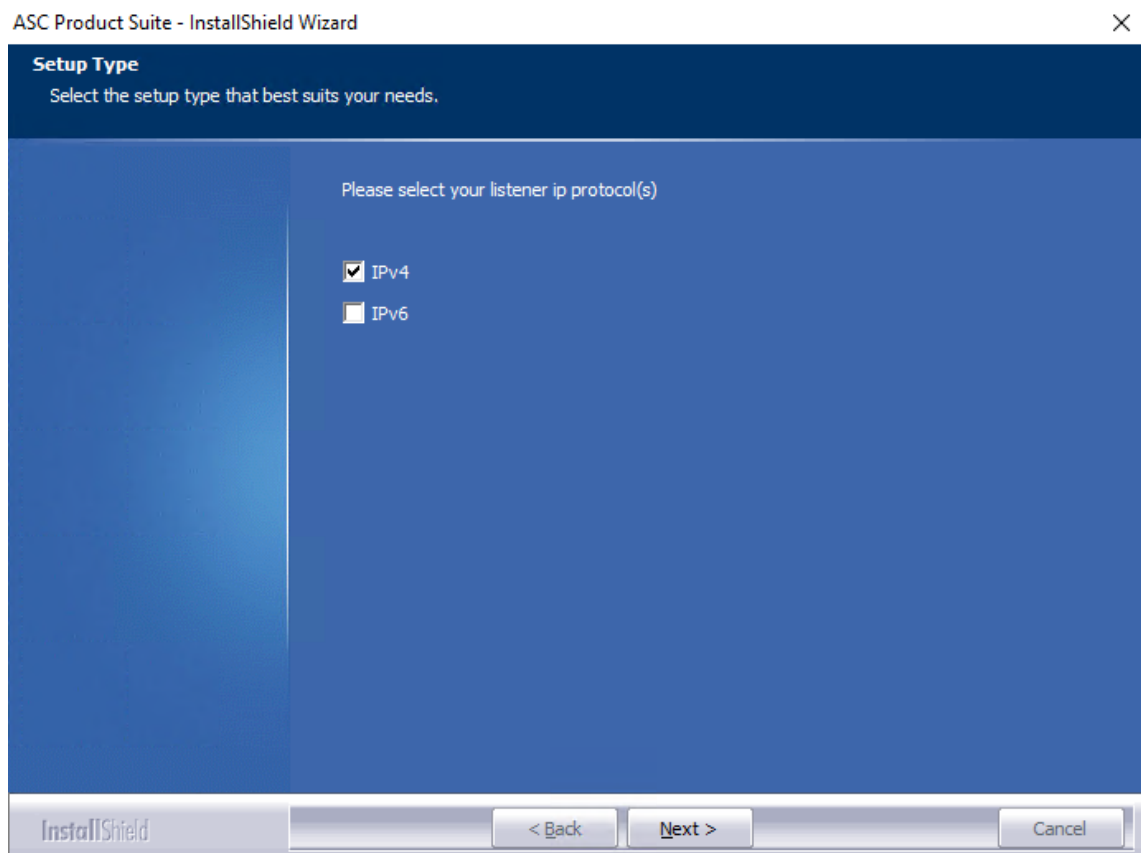 ASC Product Suite - InstallShield Wizard
Setup Type
Select the setup type that best suits your needs.
Please select your listener ip protocol(s)
IPv4
IPv6
InstallShield
< Back
Next >
Cancel